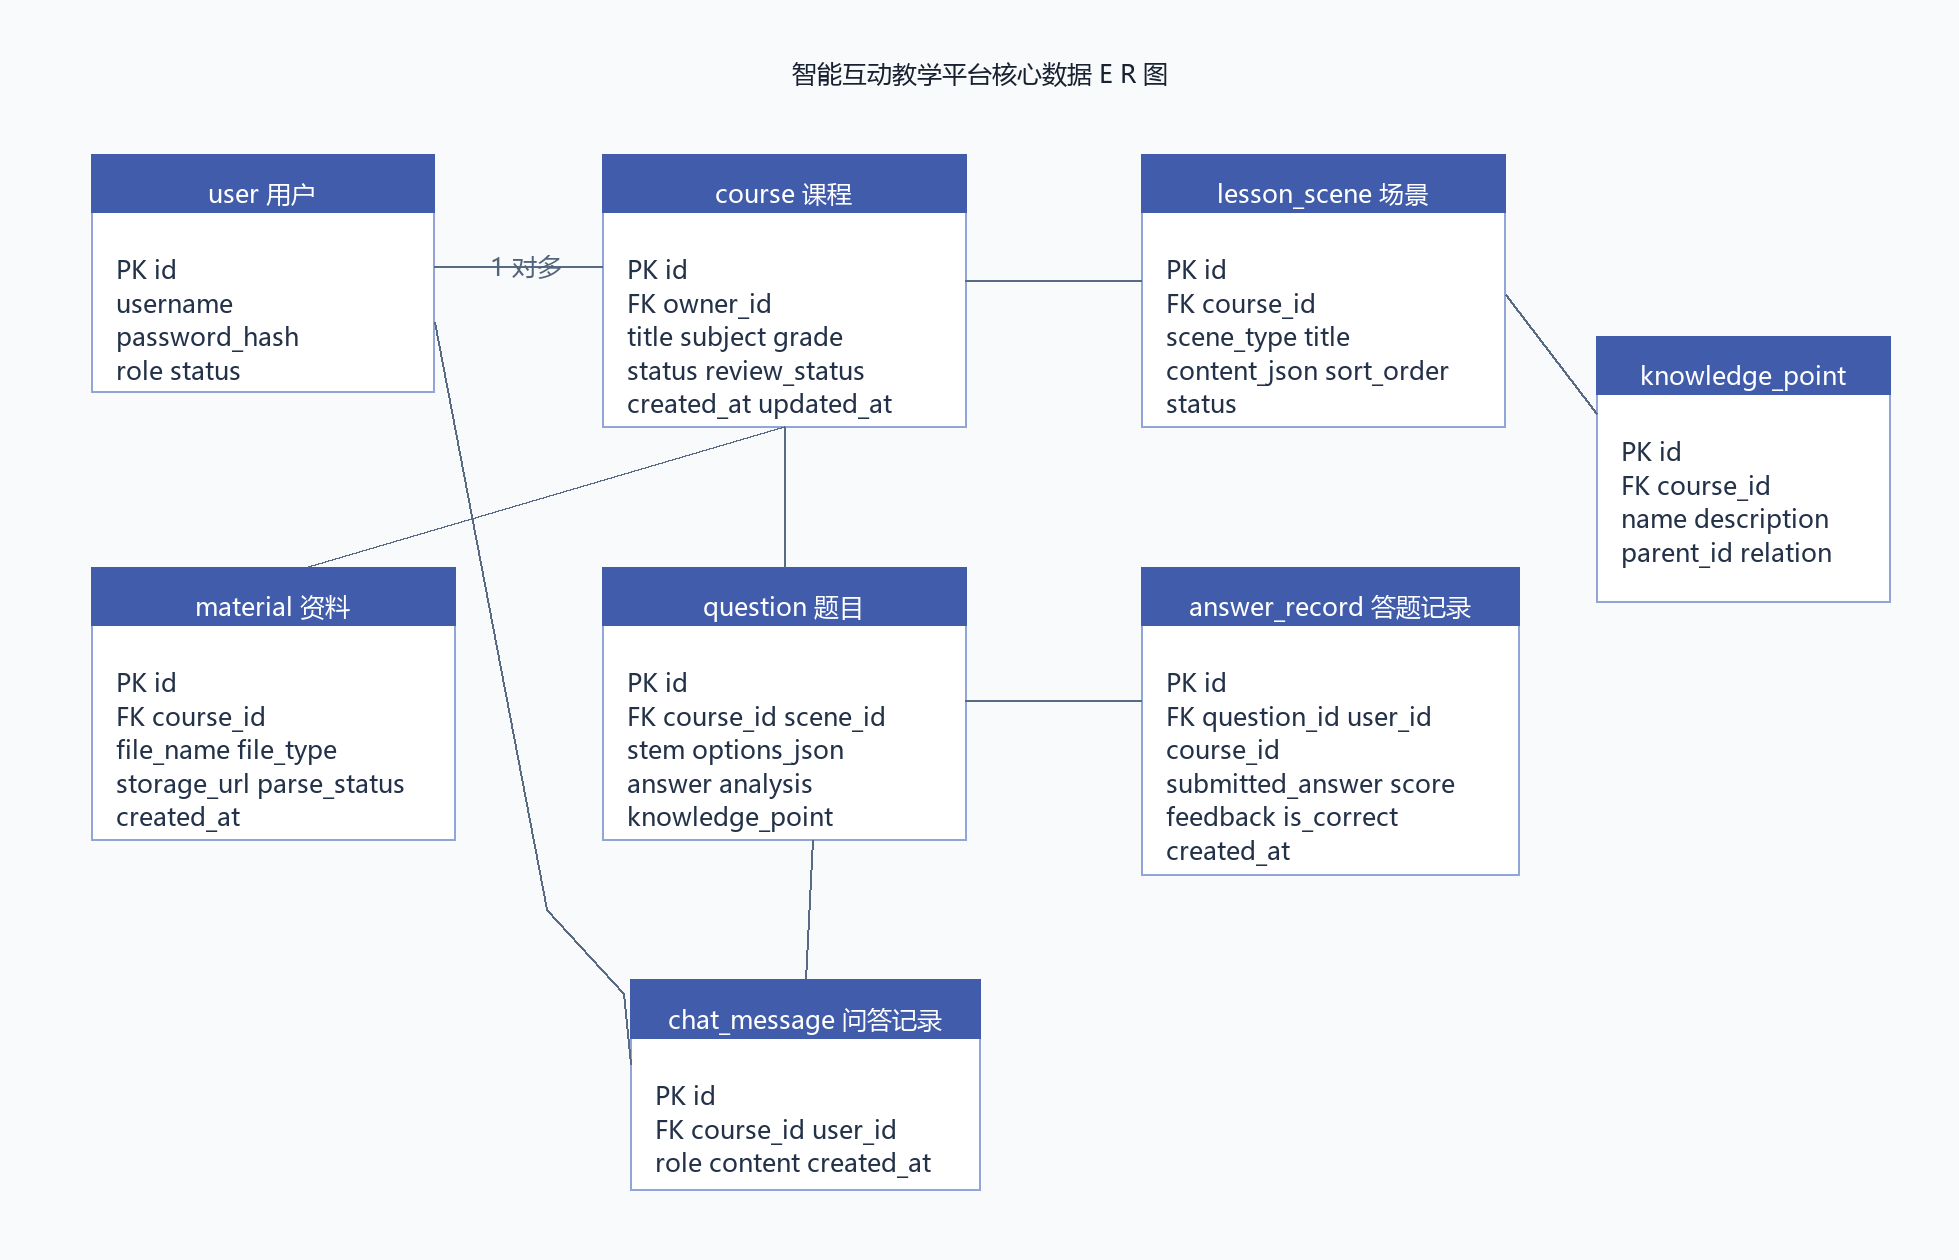 智能互动教学平台核心数据 E R 图
user 用户
PK id
username
password_hash
role status
1 对多
course 课程
PK id
FK owner_id
title subject grade
status review_status
created_at updated_at
lesson_scene 场景
PK id
FK course_id
scene_type title
content_json sort_order
status
knowledge_point
PK id
FK course_id
name description
parent_id relation
material 资料
PK id
FK course_id
file_name file_type
storage_url parse_status
created_at
question 题目
PK id
FK course_id scene_id
stem options_json
answer analysis
knowledge_point
answer_record 答题记录
PK id
FK question_id user_id
course_id
submitted_answer score
feedback is_correct
created_at
chat_message 问答记录
PK id
FK course_id user_id
role content created_at